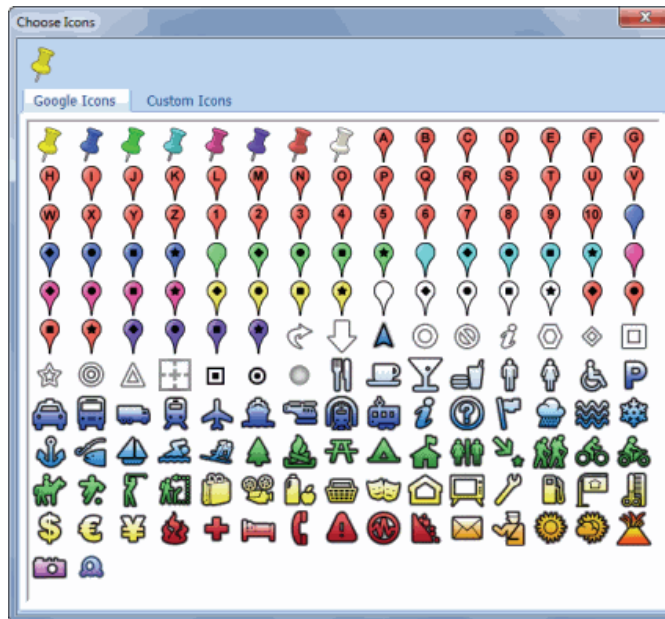 Choose Icons
Google Icons Custom Icons
A B C D E F G
H I J K L M N O P Q R S T U V
W X Y Z 1 2 3 4 5 6 7 8 9 10
i
P
i ?
$ € ¥ !